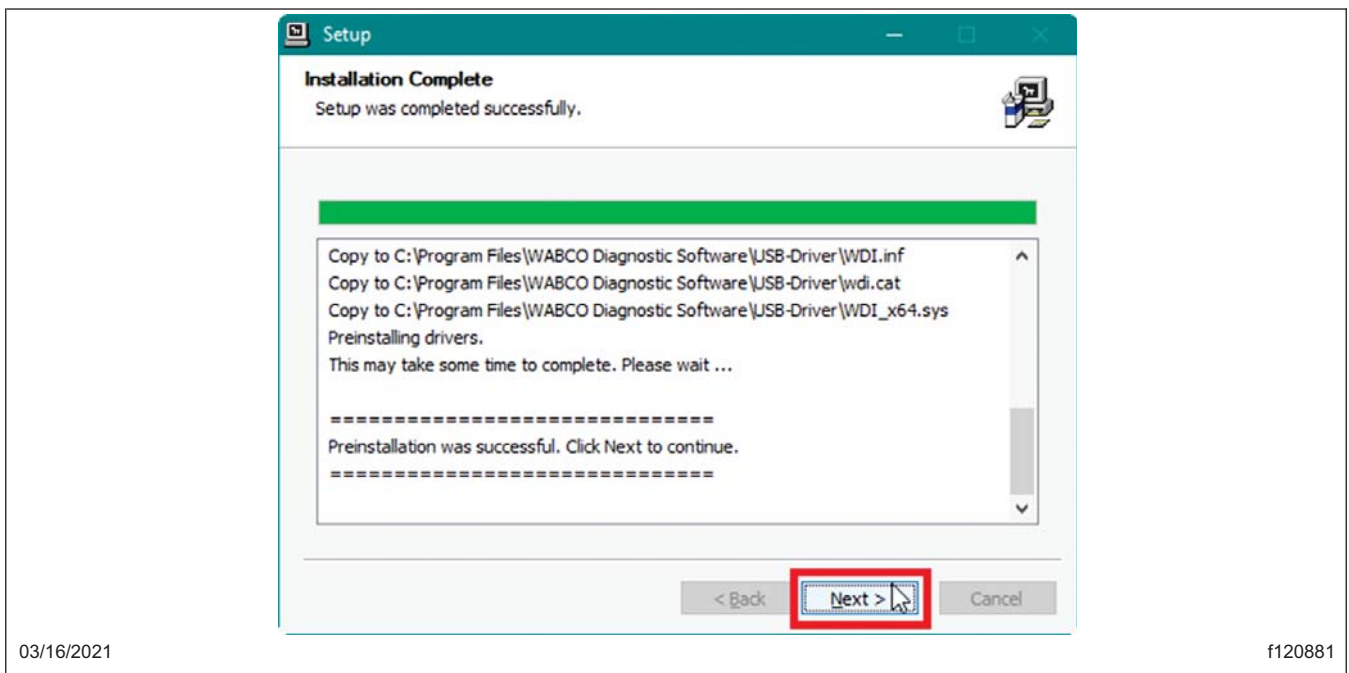 Setup
Installation Complete
Setup was completed successfully.
Copy to C:\Program Files\WABCO Diagnostic Software\USB-Driver\WDI.inf
Copy to C:\Program Files\WABCO Diagnostic Software\USB-Driver\wdi.cat
Copy to C:\Program Files\WABCO Diagnostic Software\USB-Driver\WDI_x64.sys
Preinstalling drivers.
This may take some time to complete. Please wait ...
==============================
Preinstallation was successful. Click Next to continue.
==============================
< Back Next > Cancel
03/16/2021 f120881